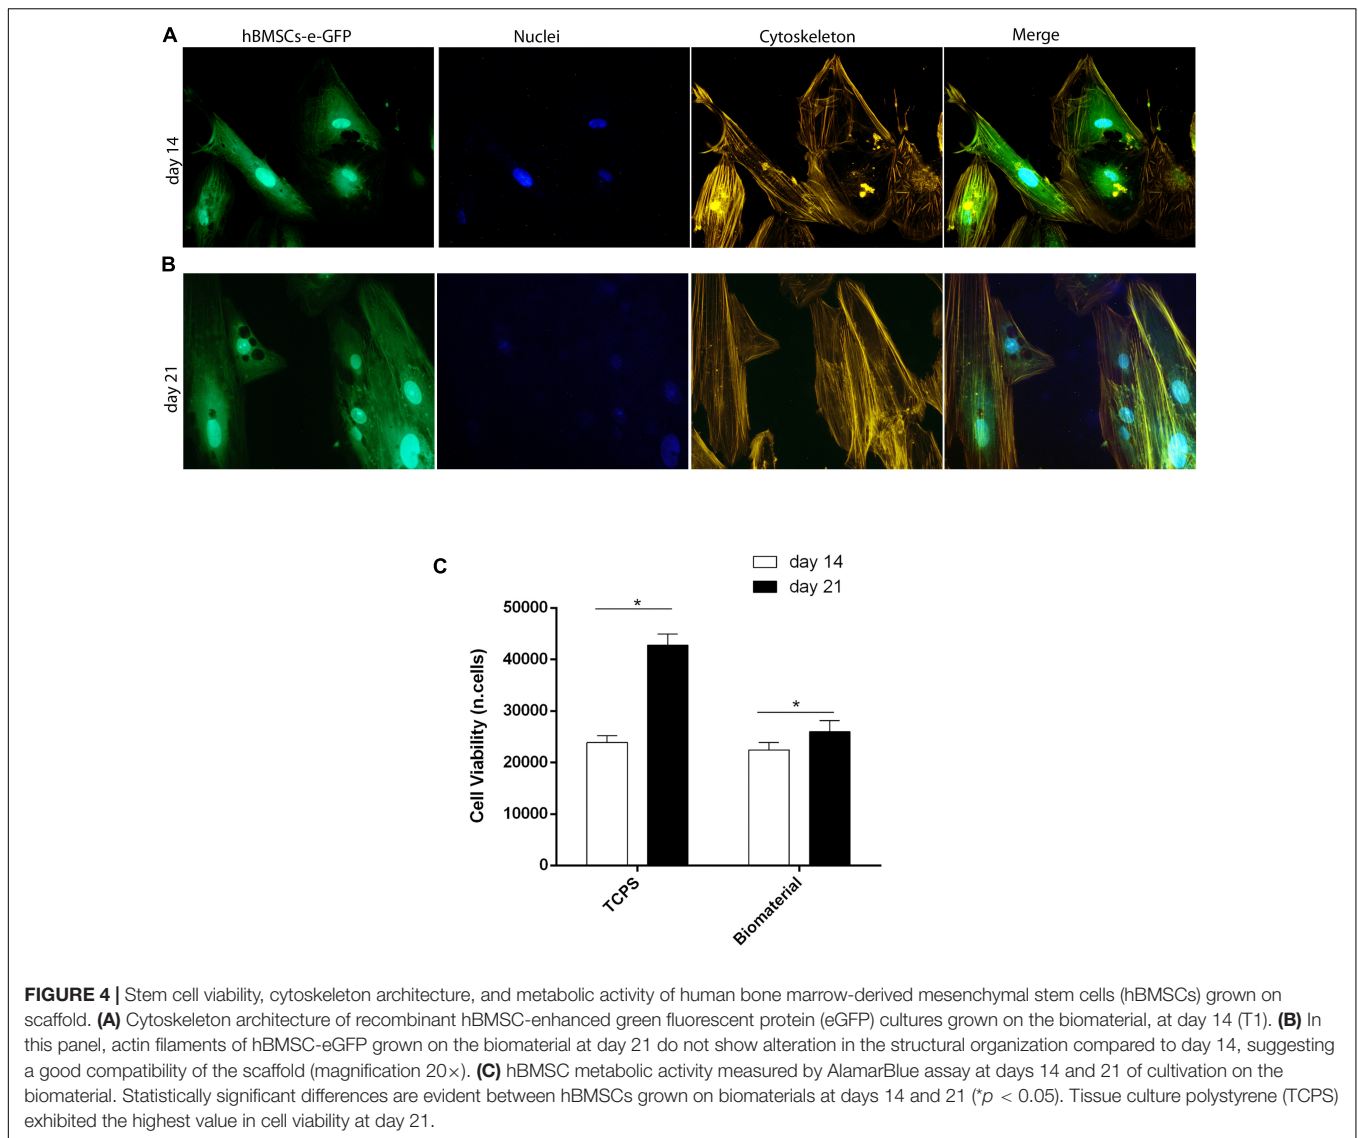 A hBMSCs-e-GFP Nuclei Cytoskeleton Merge
day 14
B
day 21
C
day 14
day 21
50000
40000
30000
20000
10000
0
*
*
Cell Viability (n.cells)
TCPS
Biomaterial
FIGURE 4 | Stem cell viability, cytoskeleton architecture, and metabolic activity of human bone marrow-derived mesenchymal stem cells (hBMSCs) grown on
scaffold. (A) Cytoskeleton architecture of recombinant hBMSC-enhanced green fluorescent protein (eGFP) cultures grown on the biomaterial, at day 14 (T1). (B) In
this panel, actin filaments of hBMSC-eGFP grown on the biomaterial at day 21 do not show alteration in the structural organization compared to day 14, suggesting
a good compatibility of the scaffold (magnification 20×). (C) hBMSC metabolic activity measured by AlamarBlue assay at days 14 and 21 of cultivation on the
biomaterial. Statistically significant differences are evident between hBMSCs grown on biomaterials at days 14 and 21 (*p < 0.05). Tissue culture polystyrene (TCPS)
exhibited the highest value in cell viability at day 21.